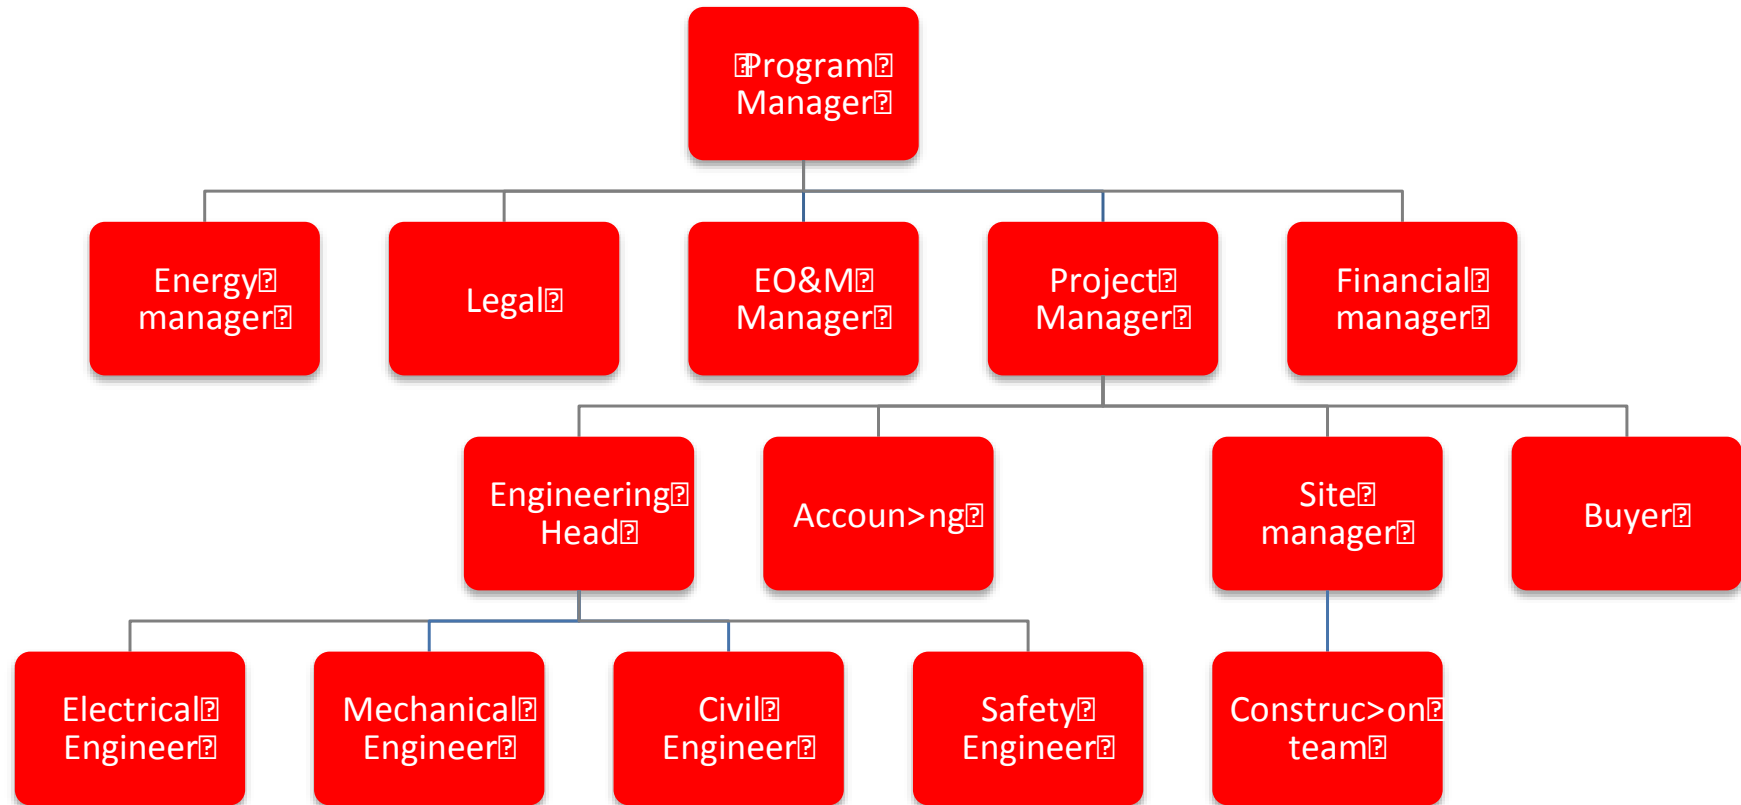 Program
Manager
Energy
manager
Legal
EO&M
Manager
Project
Manager
Financial
manager
Engineering
Head
Accoun>ng
Site
manager
Buyer
Electrical
Engineer
Mechanical
Engineer
Civil
Engineer
Safety
Engineer
Construc>on
team